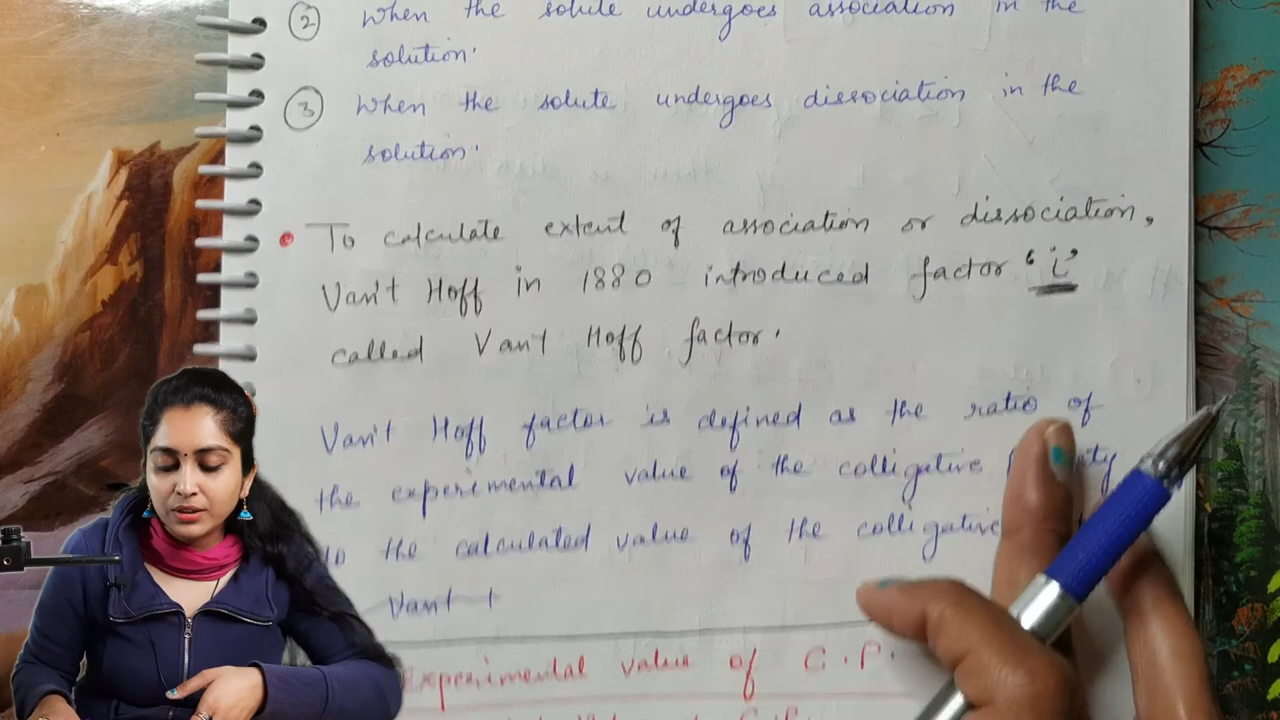 ② When the solute undergoes association in the
solution.
③ When the solute undergoes dissociation in the
solution.
• To calculate extent of association or dissociation,
Van't Hoff in 1880 introduced factor 'i'
called Van't Hoff factor.
Van't Hoff factor is defined as the ratio of
the experimental value of the colligative
to the calculated value of the colligative
Van't
experimental value of C.P.
C.P.